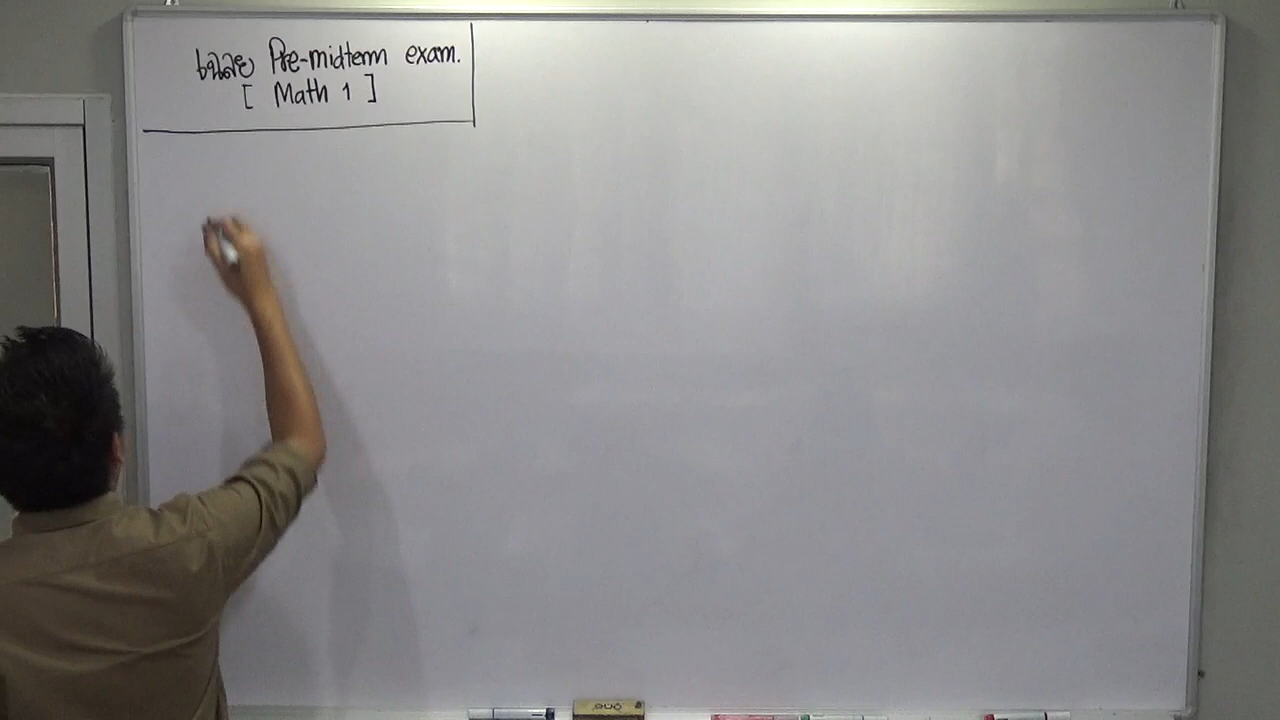 เฉลย Pre-midterm exam.
[ Math 1 ]